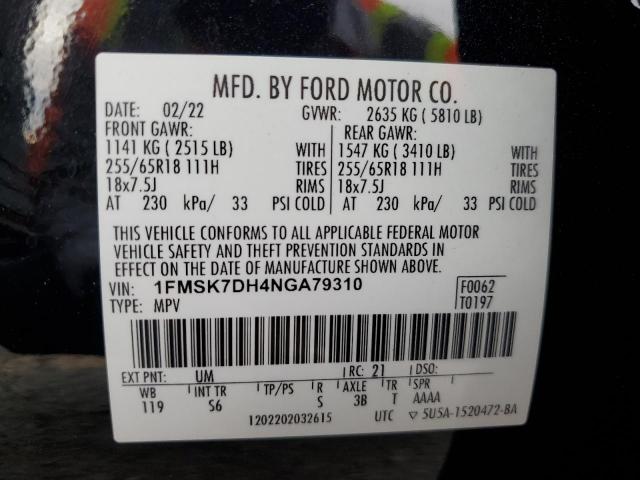 MFD. BY FORD MOTOR CO.
DATE: 02/22 GVWR: 2635 KG ( 5810 LB)
FRONT GAWR: REAR GAWR:
1141 KG ( 2515 LB) WITH 1547 KG ( 3410 LB) WITH
255/65R18 111H TIRES 255/65R18 111H TIRES
18x7.5J RIMS 18x7.5J RIMS
AT 230 kPa/ 33 PSI COLD AT 230 kPa/ 33 PSI COLD
THIS VEHICLE CONFORMS TO ALL APPLICABLE FEDERAL MOTOR
VEHICLE SAFETY AND THEFT PREVENTION STANDARDS IN
EFFECT ON THE DATE OF MANUFACTURE SHOWN ABOVE.
VIN: 1FMSK7DH4NGA79310 F0062
TYPE: MPV T0197
EXT PNT: UM RC: 21 DSO:
WB INT TR TP/PS R AXLE TR SPR
119 S6 S 3B T AAAA
1202202032615 UTC ▽ 5U5A-1520472-BA